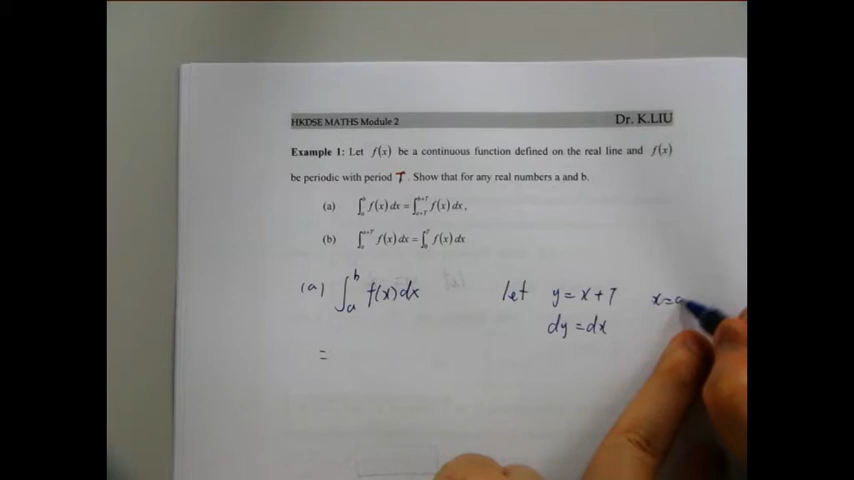 HKDSE MATHS Module 2 Dr. K.LIU
Example 1: Let f(x) be a continuous function defined on the real line and f(x)
be periodic with period T. Show that for any real numbers a and b.
(a) ∫_a^b f(x) dx = ∫_{a+T}^{b+T} f(x) dx,
(b) ∫_a^{a+T} f(x) dx = ∫_0^T f(x) dx
(a) ∫_a^b f(x) dx let y = x + T x = a
dy = dx
=